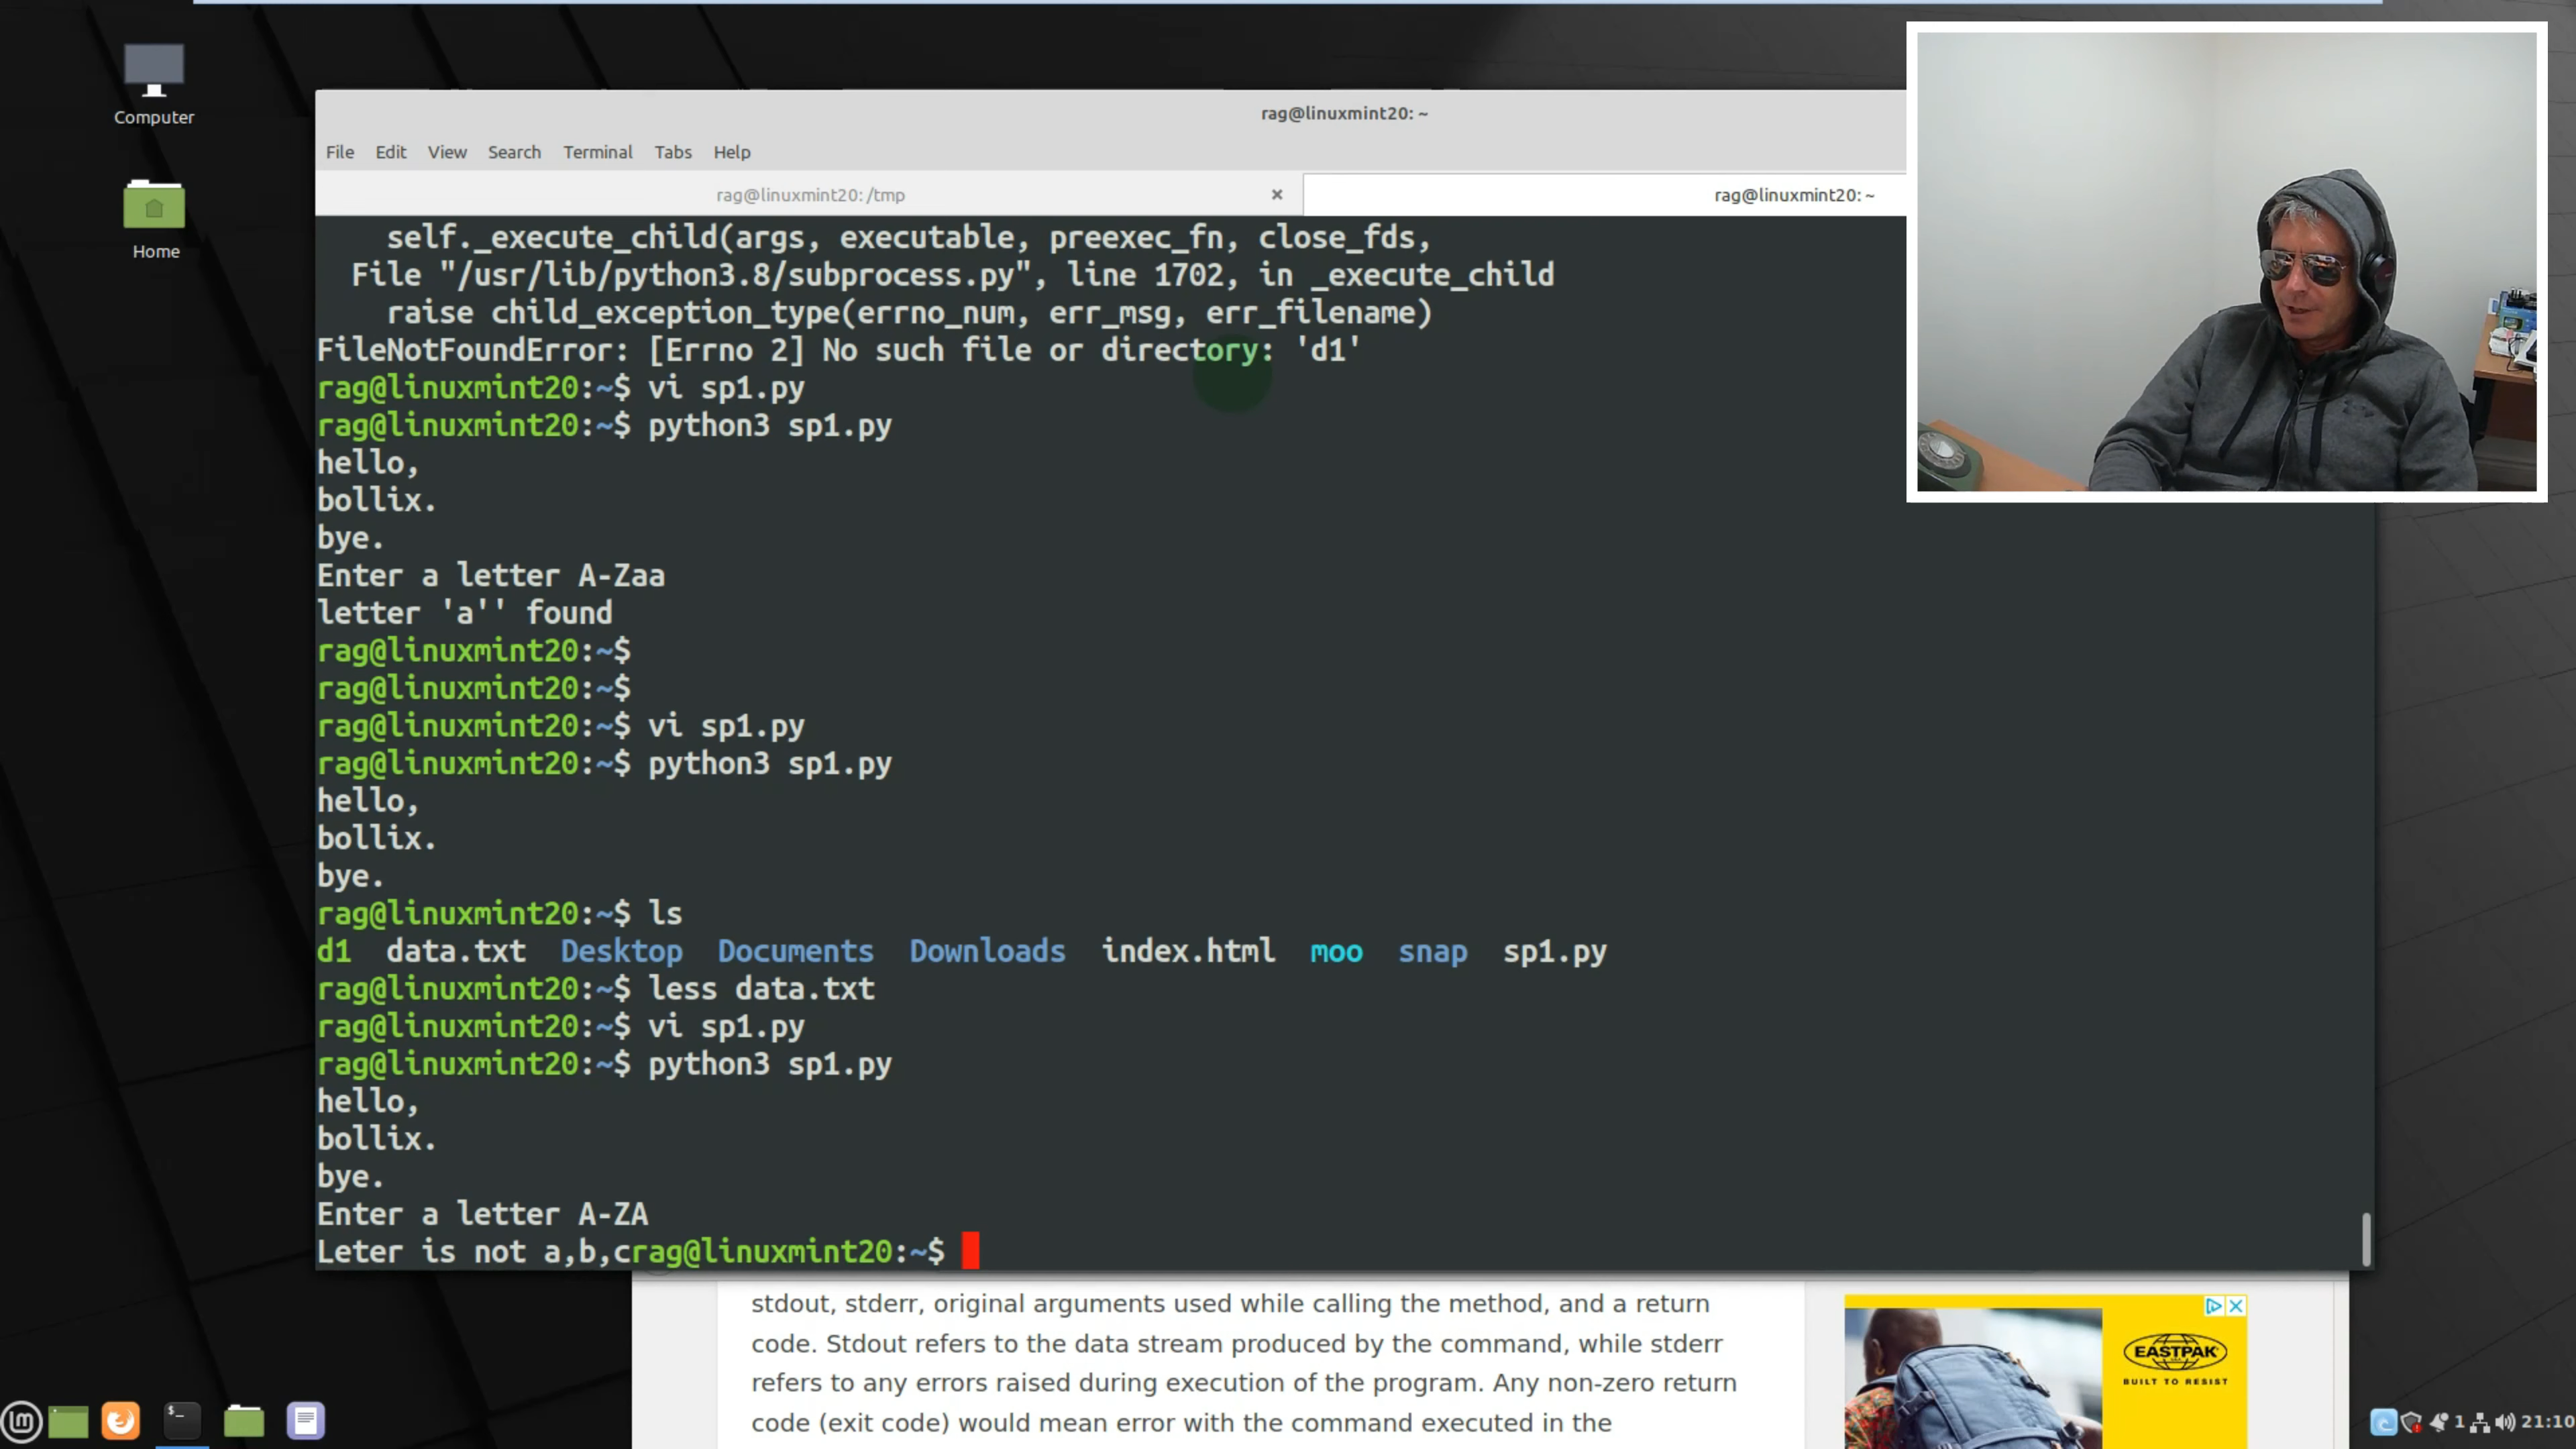 Computer
Home
rag@linuxmint20: ~
File Edit View Search Terminal Tabs Help
rag@linuxmint20: /tmp
rag@linuxmint20: ~
self._execute_child(args, executable, preexec_fn, close_fds,
File "/usr/lib/python3.8/subprocess.py", line 1702, in _execute_child
raise child_exception_type(errno_num, err_msg, err_filename)
FileNotFoundError: [Errno 2] No such file or directory: 'd1'
rag@linuxmint20:~$ vi sp1.py
rag@linuxmint20:~$ python3 sp1.py
hello,
bollix.
bye.
Enter a letter A-Zaa
letter 'a'' found
rag@linuxmint20:~$
rag@linuxmint20:~$
rag@linuxmint20:~$ vi sp1.py
rag@linuxmint20:~$ python3 sp1.py
hello,
bollix.
bye.
rag@linuxmint20:~$ ls
d1 data.txt Desktop Documents Downloads index.html moo snap sp1.py
rag@linuxmint20:~$ less data.txt
rag@linuxmint20:~$ vi sp1.py
rag@linuxmint20:~$ python3 sp1.py
hello,
bollix.
bye.
Enter a letter A-ZA
Leter is not a,b,crag@linuxmint20:~$
stdout, stderr, original arguments used while calling the method, and a return
code. Stdout refers to the data stream produced by the command, while stderr
refers to any errors raised during execution of the program. Any non-zero return
code (exit code) would mean error with the command executed in the
EASTPAK
BUILT TO RESIST
1
21:10